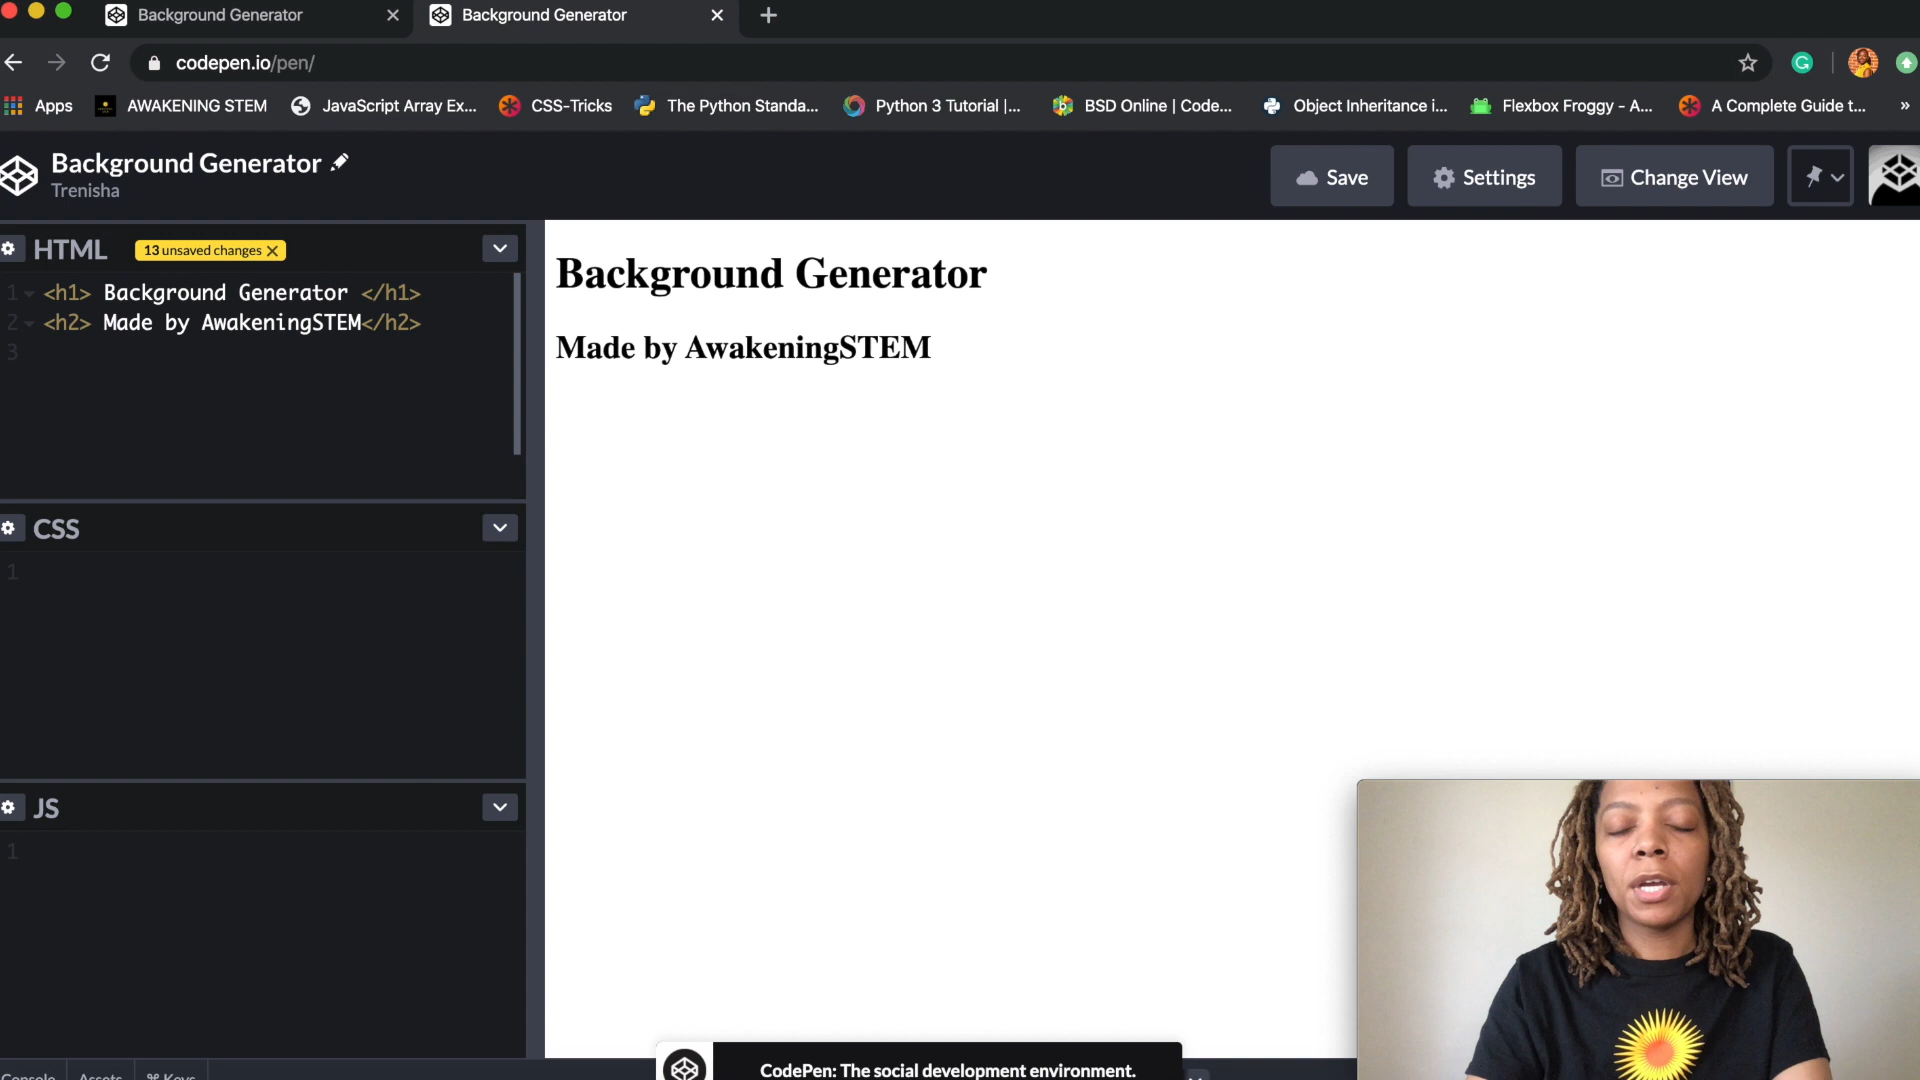 Background Generator
Background Generator
codepen.io/pen/
Apps AWAKENING STEM JavaScript Array Ex... CSS-Tricks The Python Standa... Python 3 Tutorial |... BSD Online | Code... Object Inheritance i... Flexbox Froggy - A... A Complete Guide t... »
Background Generator
Trenisha
Save Settings Change View
HTML 13 unsaved changes
1 <h1> Background Generator </h1>
2 <h2> Made by AwakeningSTEM</h2>
3
Background Generator
Made by AwakeningSTEM
CSS
1
JS
1
Console Assets ⌘ Keys
CodePen: The social development environment.